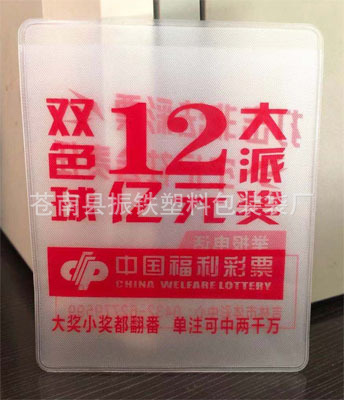 双色球 12亿元 大派奖
苍南县振铁塑料包装厂
中国福利彩票
CHINA WELFARE LOTTERY
大奖小奖都翻番 单注可中两千万